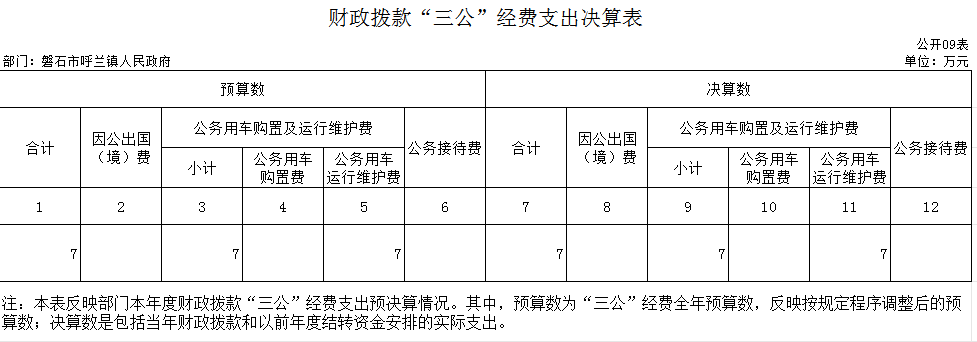 财政拨款“三公”经费支出决算表
公开09表
部门：磐石市呼兰镇人民政府 单位：万元
预算数 决算数
合计 因公出国（境）费 公务用车购置及运行维护费 公务接待费 合计 因公出国（境）费 公务用车购置及运行维护费 公务接待费
小计 公务用车购置费 公务用车运行维护费 小计 公务用车购置费 公务用车运行维护费
1 2 3 4 5 6 7 8 9 10 11 12
7 7 7 7 7 7
注：本表反映部门本年度财政拨款“三公”经费支出预决算情况。其中，预算数为“三公”经费全年预算数，反映按规定程序调整后的预
算数；决算数是包括当年财政拨款和以前年度结转资金安排的实际支出。